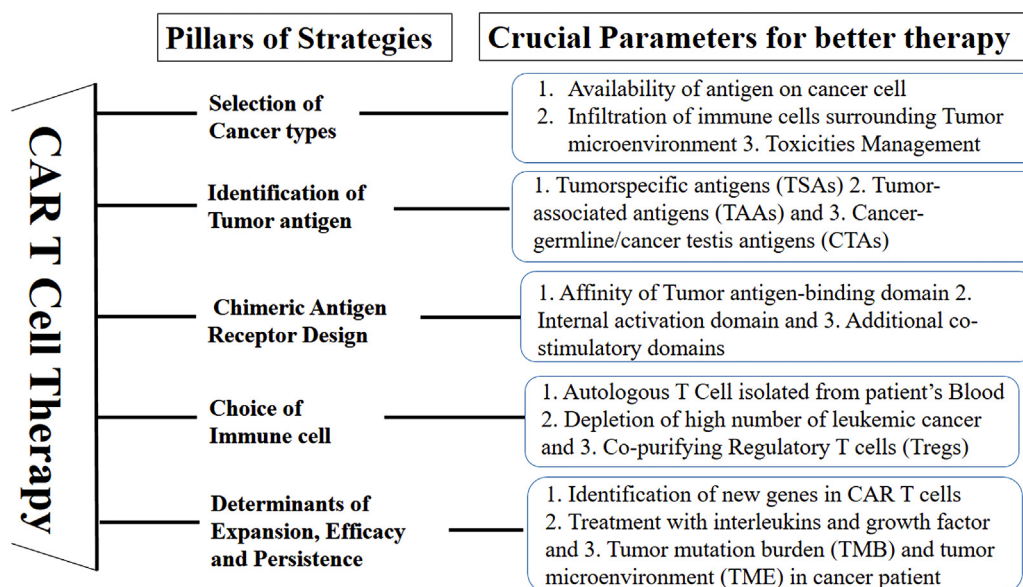 Pillars of Strategies
Crucial Parameters for better therapy
CAR T Cell Therapy
Selection of
Cancer types
1. Availability of antigen on cancer cell
2. Infiltration of immune cells surrounding Tumor
microenvironment 3. Toxicities Management
Identification of
Tumor antigen
1. Tumorspecific antigens (TSAs) 2. Tumor-
associated antigens (TAAs) and 3. Cancer-
germline/cancer testis antigens (CTAs)
Chimeric Antigen
Receptor Design
1. Affinity of Tumor antigen-binding domain 2.
Internal activation domain and 3. Additional co-
stimulatory domains
Choice of
Immune cell
1. Autologous T Cell isolated from patient's Blood
2. Depletion of high number of leukemic cancer
and 3. Co-purifying Regulatory T cells (Tregs)
Determinants of
Expansion, Efficacy
and Persistence
1. Identification of new genes in CAR T cells
2. Treatment with interleukins and growth factor
and 3. Tumor mutation burden (TMB) and tumor
microenvironment (TME) in cancer patient